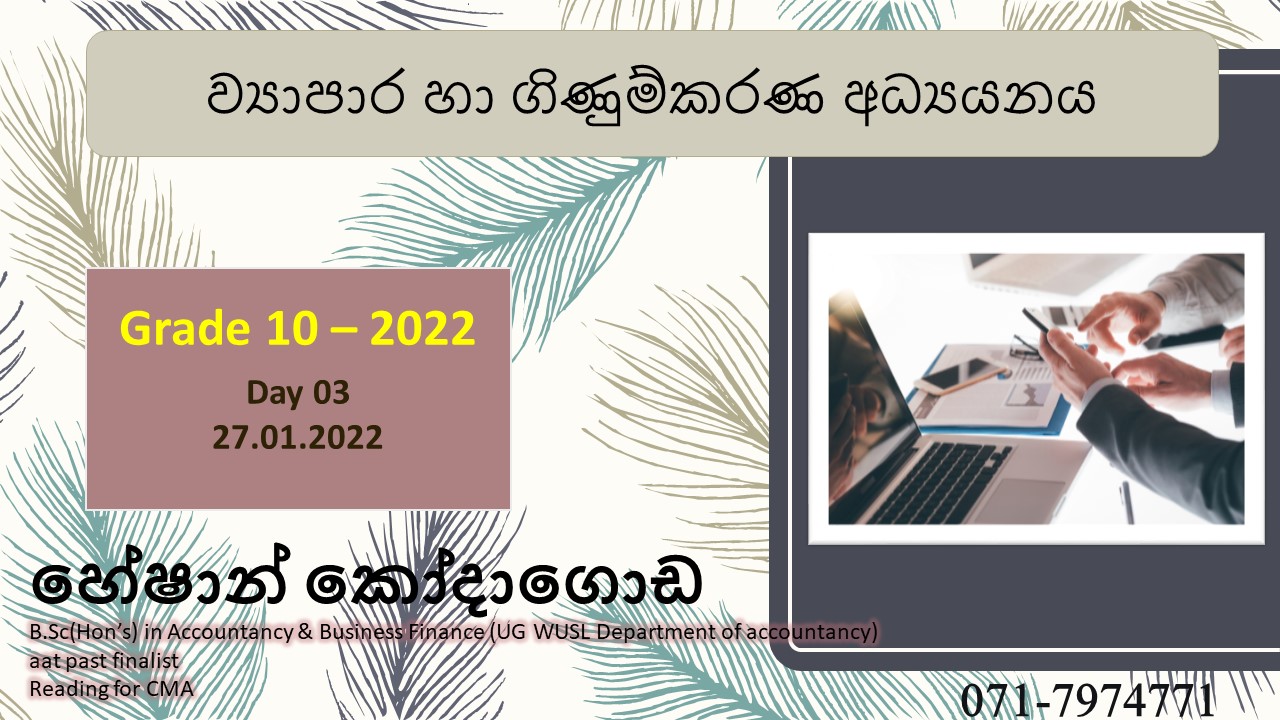 ව්‍යාපාර හා ගිණුම්කරණ අධ්‍යයනය
Grade 10 – 2022
Day 03
27.01.2022
හේෂාන් කෝදාගොඩ
B.Sc(Hon’s) in Accountancy & Business Finance (UG WUSL Department of accountancy)
aat past finalist
Reading for CMA
071-7974771